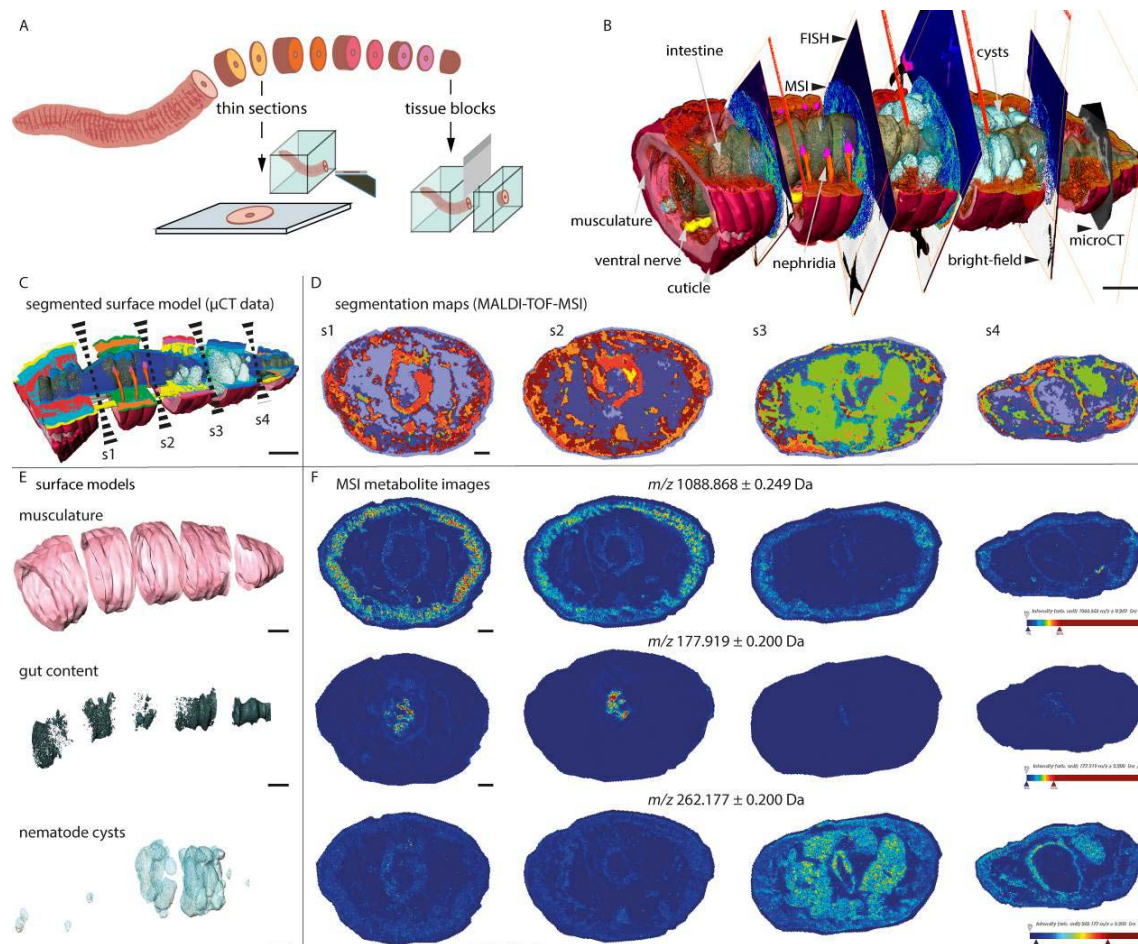 A
thin sections
tissue blocks
B
intestine
FISH
MSI
cysts
musculature
ventral nerve
cuticle
nephridia
bright-field
microCT
C
segmented surface model (μCT data)
s1
s2
s3
s4
D
segmentation maps (MALDI-TOF-MSI)
s1
s2
s3
s4
E
surface models
musculature
gut content
nematode cysts
F
MSI metabolite images
m/z 1088.868 ± 0.249 Da
m/z 177.919 ± 0.200 Da
m/z 262.177 ± 0.200 Da